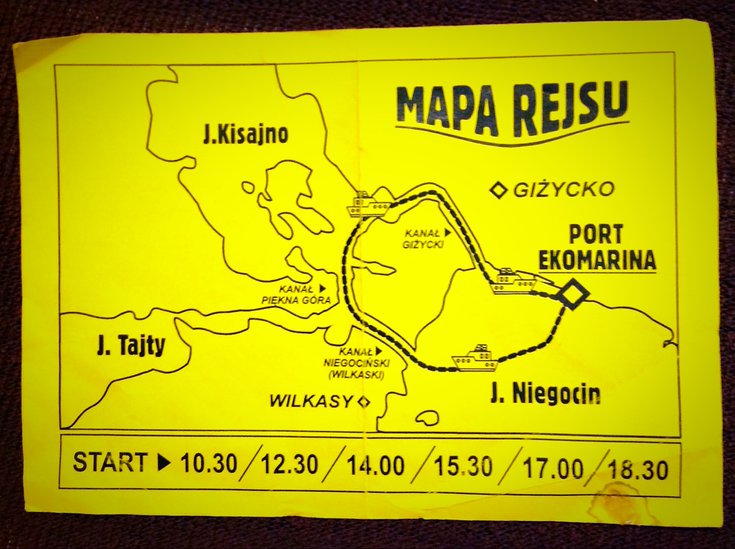 MAPA REJSU
J.Kisajno
GIŻYCKO
KANAŁ
GIŻYCKI
PORT
EKOMARINA
KANAŁ
PIĘKNA GÓRA
J. Tajty
KANAŁ
NIEGOCIŃSKI
(WILKASKI)
WILKASY
J. Niegocin
START ▶ 10.30 / 12.30 / 14.00 / 15.30 / 17.00 / 18.30